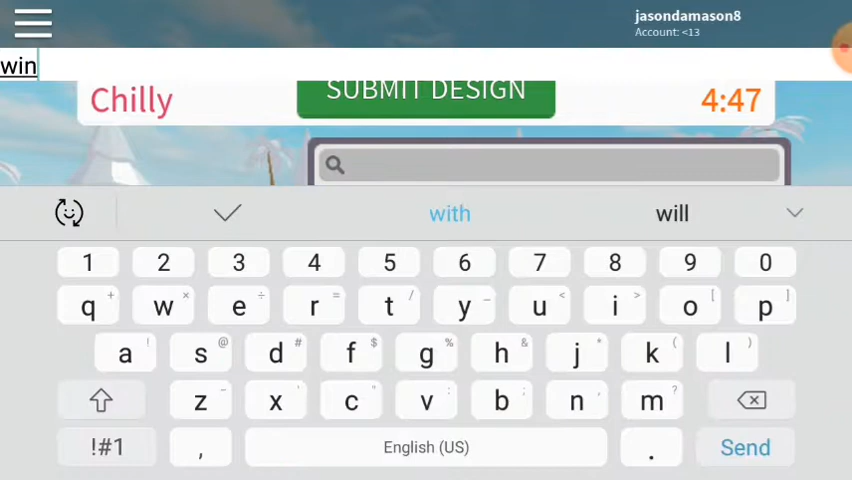 jasondamason8
Account: <13
win
Chilly
SUBMIT DESIGN
4:47
with
will
1 2 3 4 5 6 7 8 9 0
q + w × e ÷ r = t / y _ u < i > o [ p ]
a ! s @ d # f $ g % h & j * k ( l )
z - x ' c " v : b ; n , m ?
!#1 , English (US) . Send